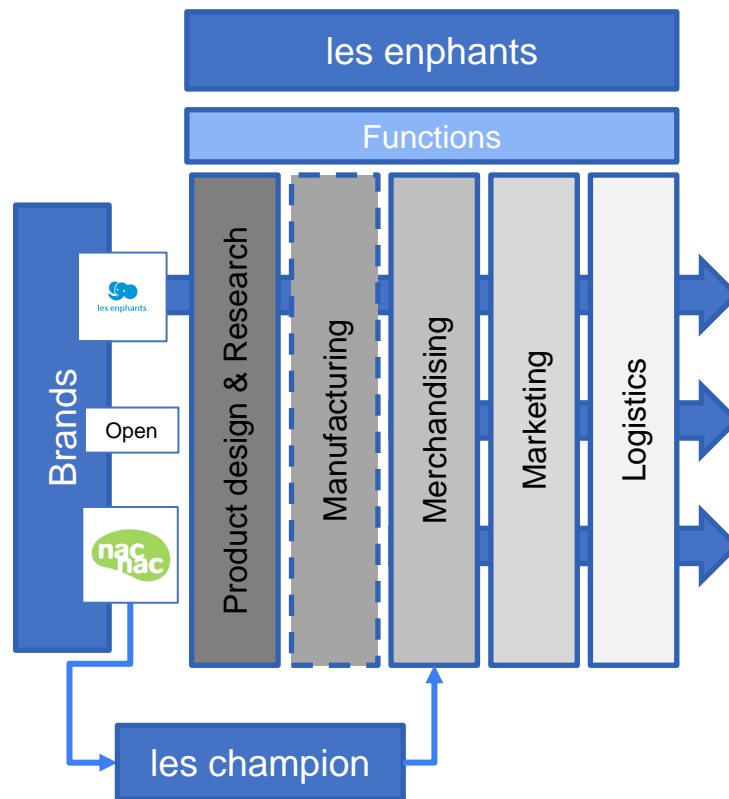 les enphants
Functions
Brands
les enphants
Open
nac
nac
Product design & Research
Manufacturing
Merchandising
Marketing
Logistics
les champion